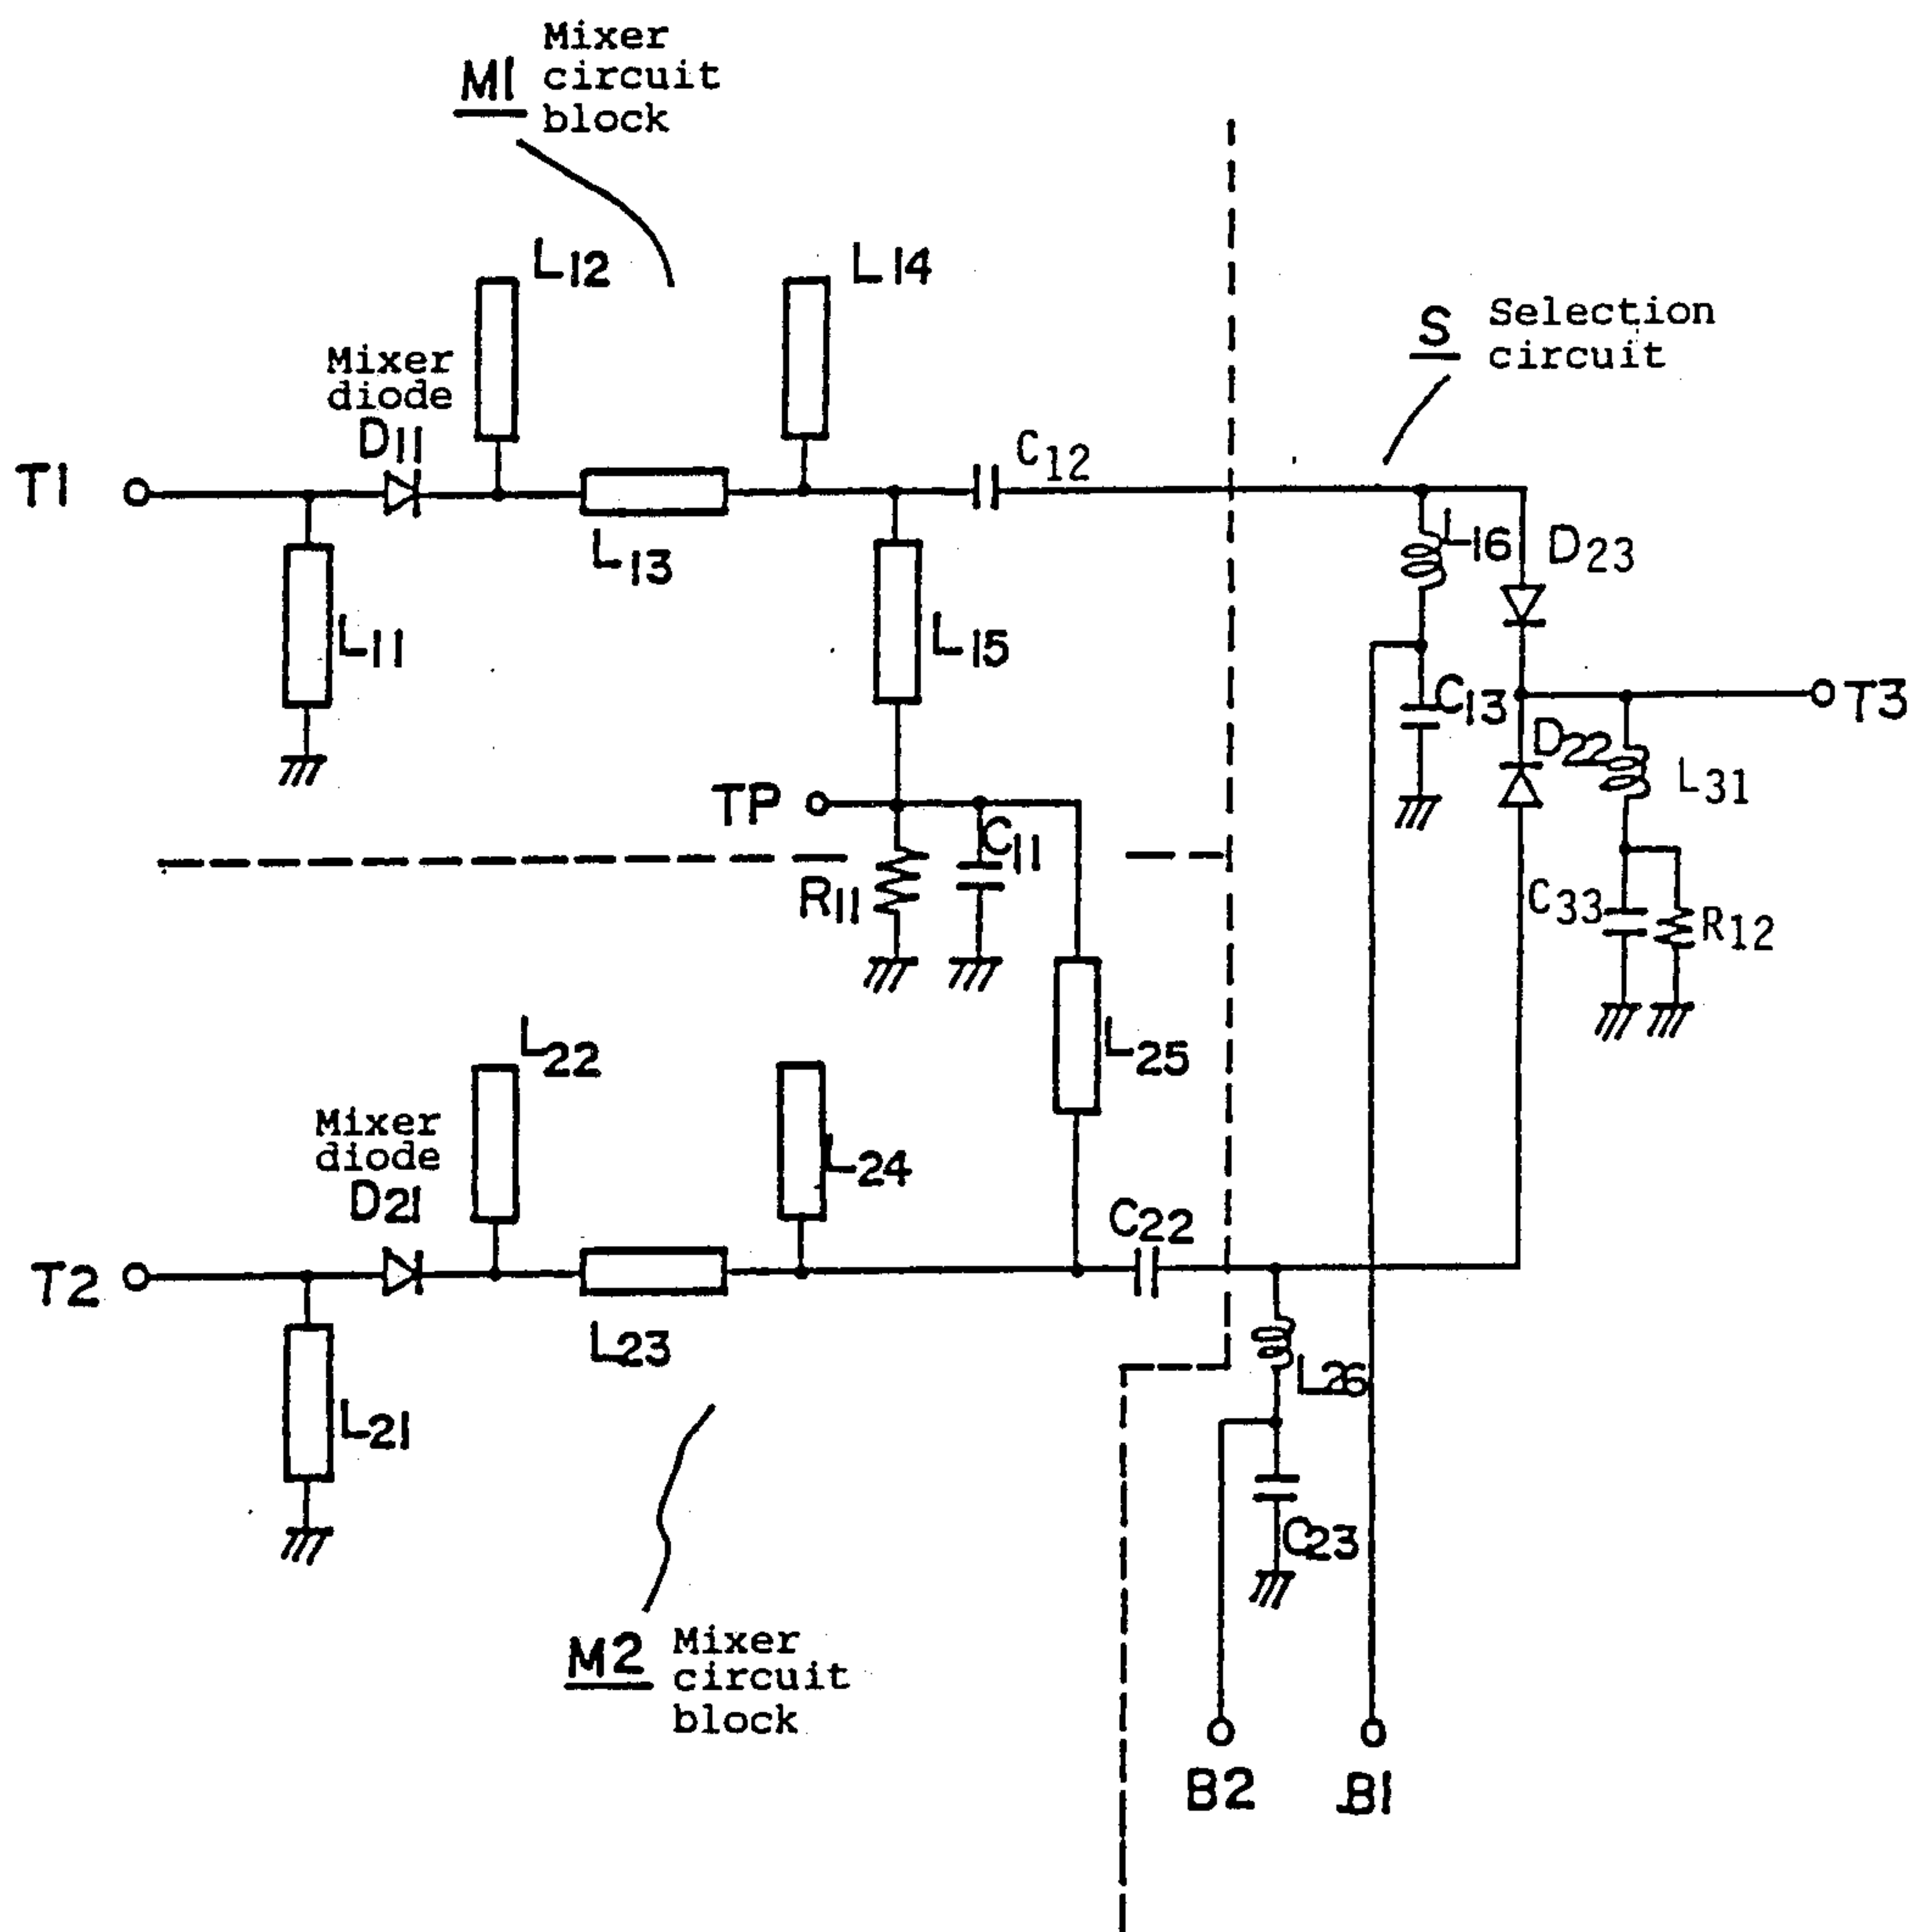 Mixer
M1 circuit
block
L12
L14
S Selection
circuit
Mixer
diode
D11
C12
T1
L13
L16
D23
L11
L15
C13
T3
D22
L31
TP
C11
R11
C33
R12
L22
L25
Mixer
diode
D21
L24
C22
T2
L23
L26
L21
C23
M2 Mixer
circuit
block
B2
B1